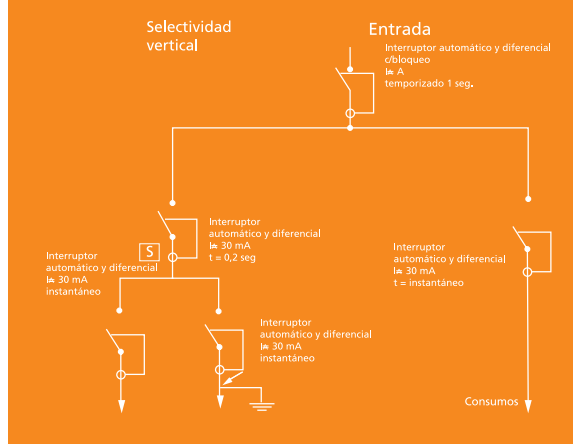 Selectividad
vertical
Entrada
Interruptor automático y diferencial
c/bloqueo
I≤ A
temporizado 1 seg.
Interruptor
automático y diferencial
I≤ 30 mA
t = 0,2 seg
S
Interruptor
automático y diferencial
I≤ 30 mA
instantáneo
Interruptor
automático y diferencial
I≤ 30 mA
t = instantáneo
Interruptor
automático y diferencial
I≤ 30 mA
instantáneo
Consumos